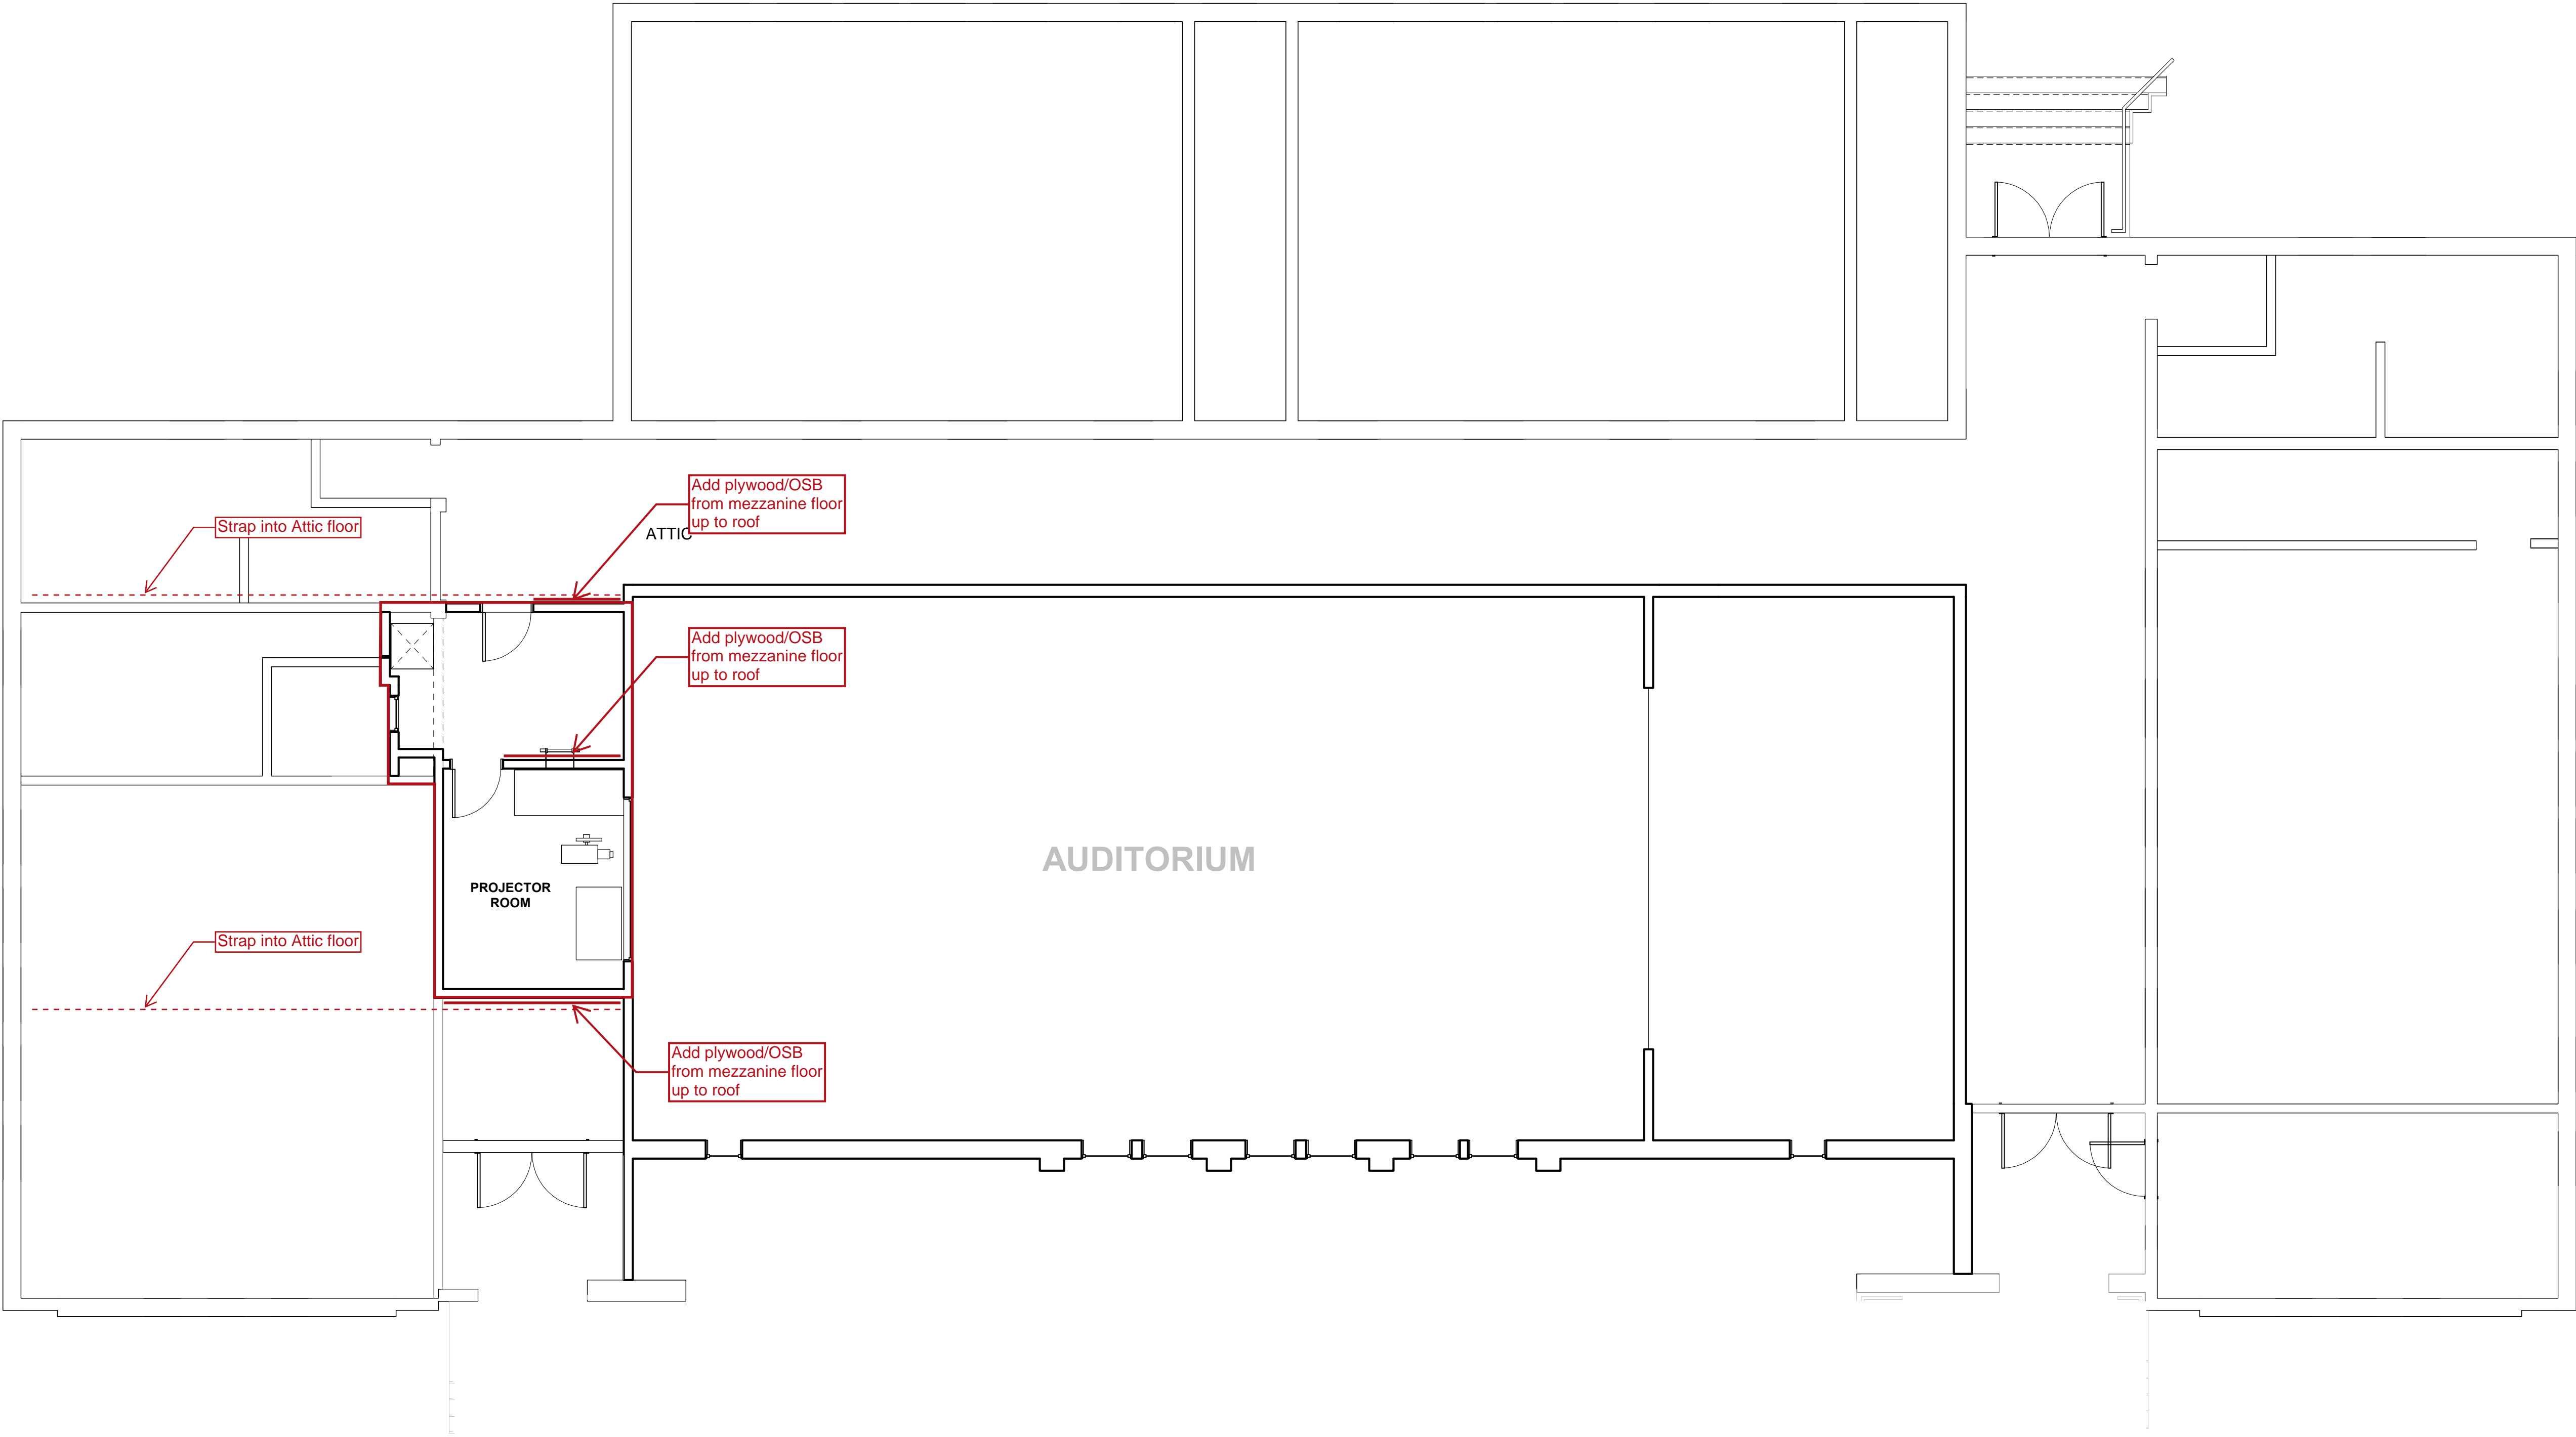 Add plywood/OSB
from mezzanine floor
up to roof
Strap into Attic floor
ATTIC
Add plywood/OSB
from mezzanine floor
up to roof
AUDITORIUM
PROJECTOR
ROOM
Strap into Attic floor
Add plywood/OSB
from mezzanine floor
up to roof